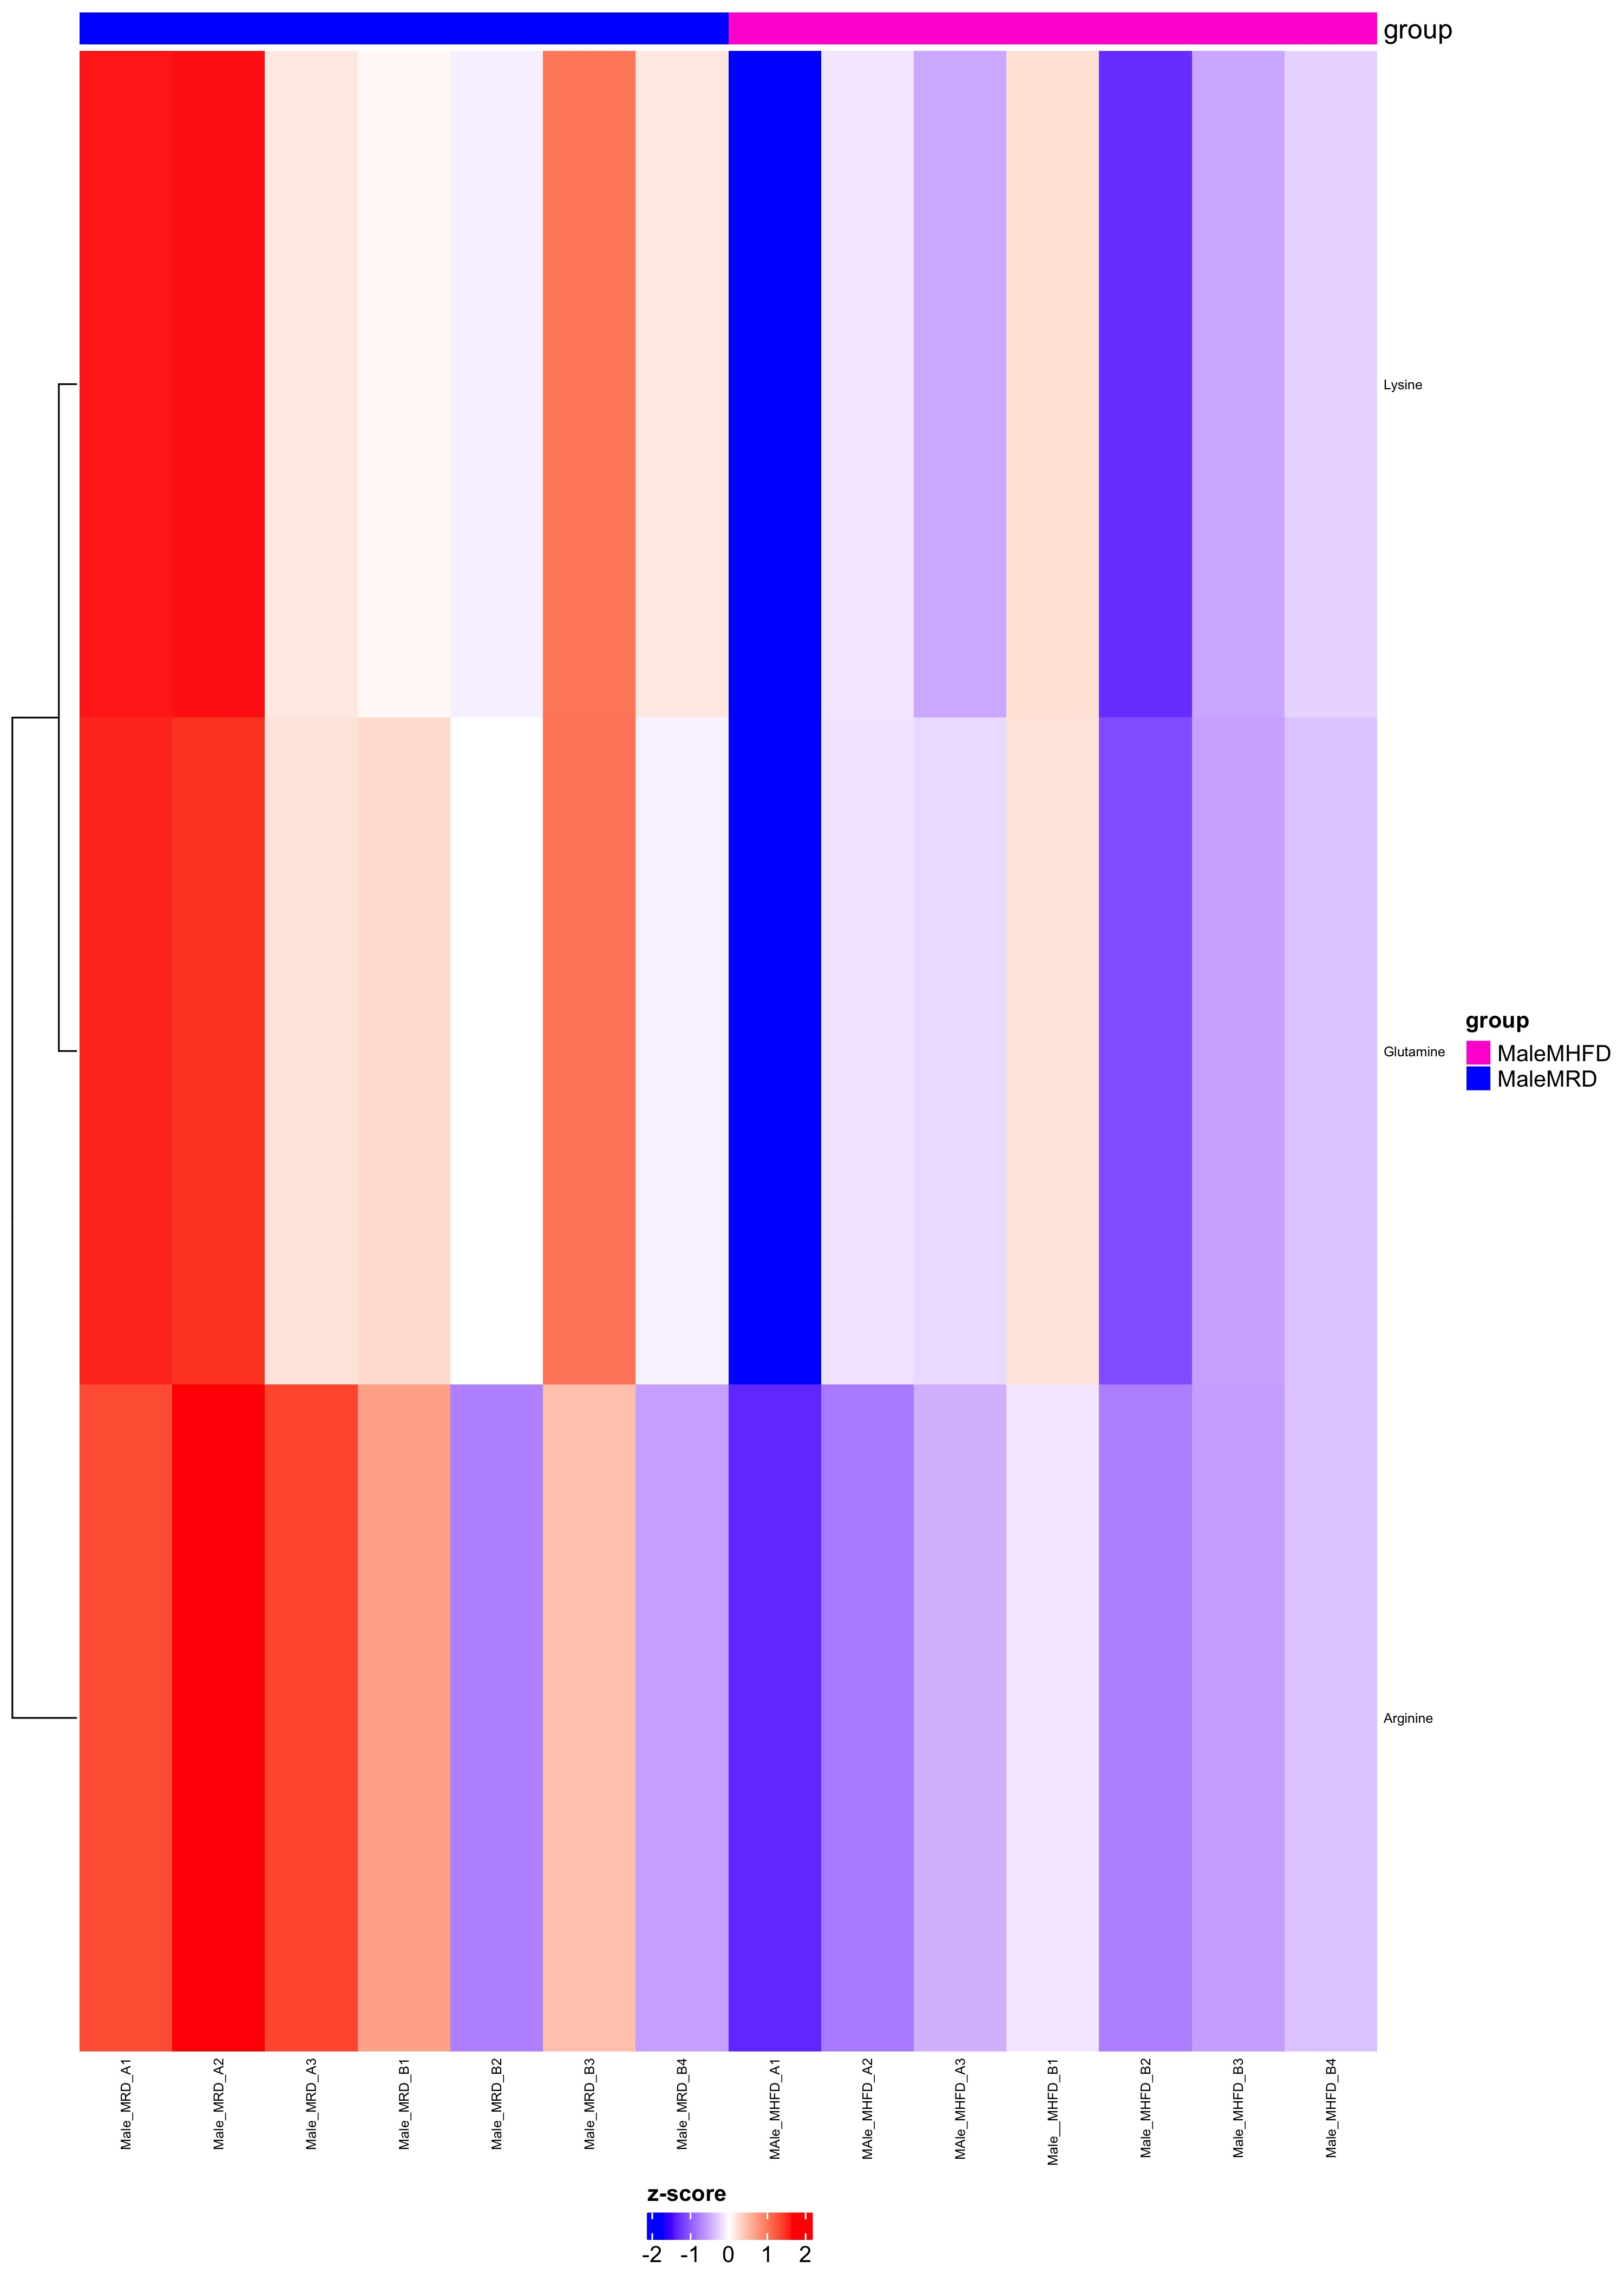 group
Lysine
Glutamine
group
MaleMHFD
MaleMRD
Arginine
Male_MRD_A1
Male_MRD_A2
Male_MRD_A3
Male_MRD_B1
Male_MRD_B2
Male_MRD_B3
Male_MRD_B4
MAle_MHFD_A1
MAle_MHFD_A2
MAle_MHFD_A3
Male__MHFD_B1
Male_MHFD_B2
Male_MHFD_B3
Male_MHFD_B4
z-score
-2 -1 0 1 2